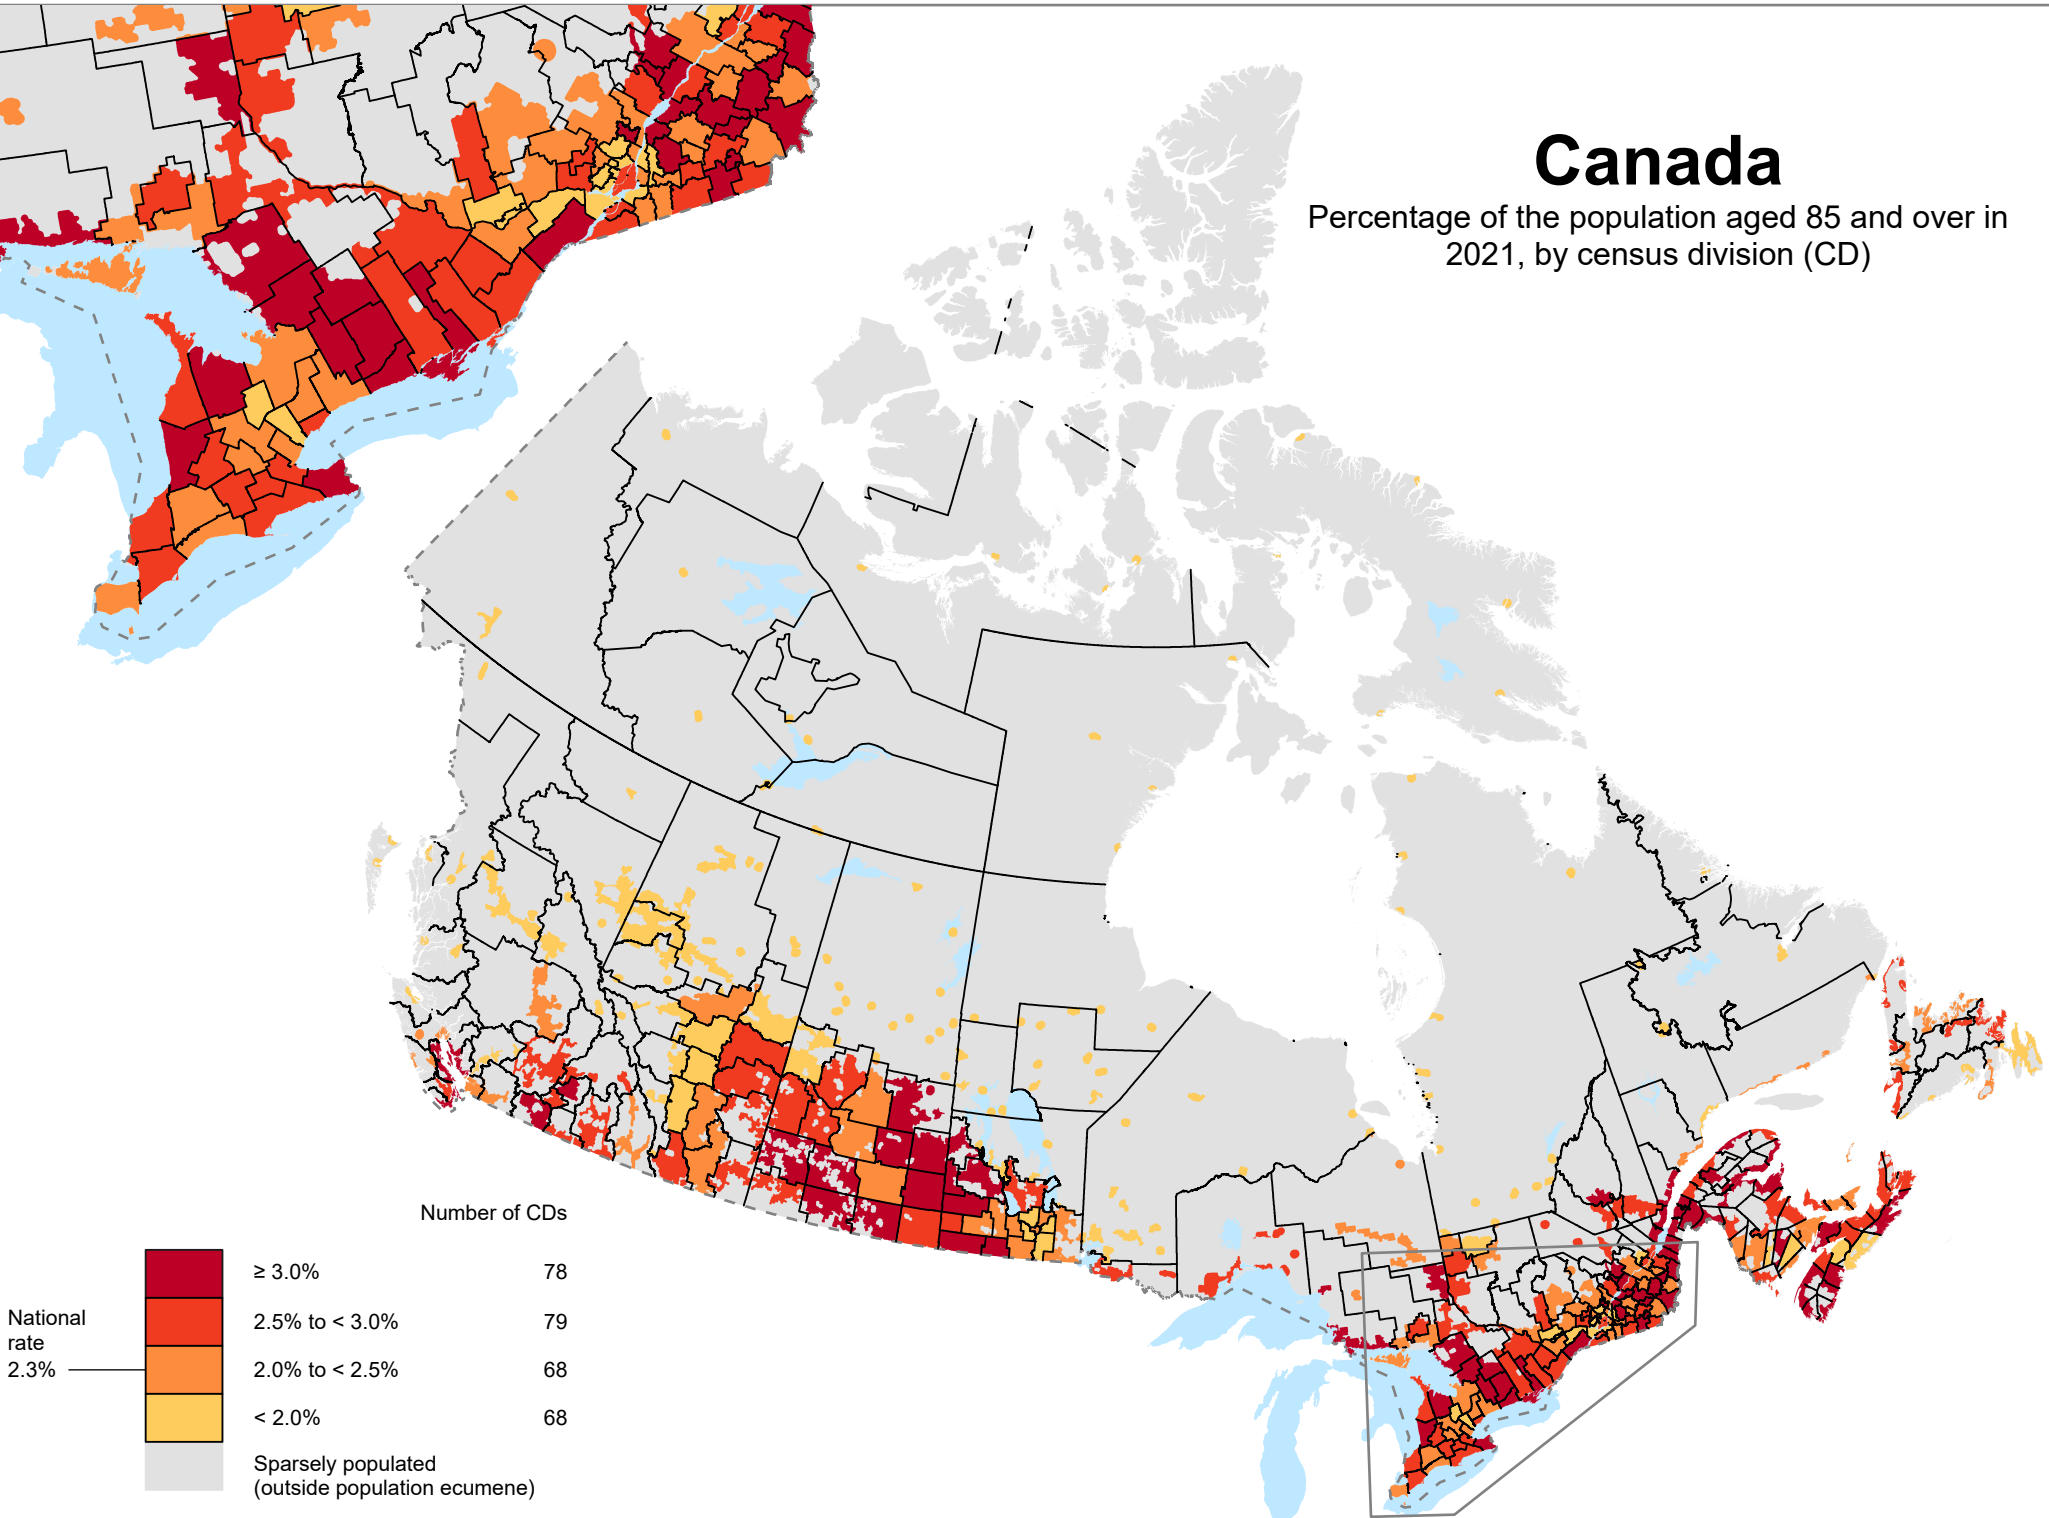 Canada
Percentage of the population aged 85 and over in
2021, by census division (CD)
Number of CDs
≥ 3.0% 78
2.5% to < 3.0% 79
National
rate
2.3%
2.0% to < 2.5% 68
< 2.0% 68
Sparsely populated
(outside population ecumene)